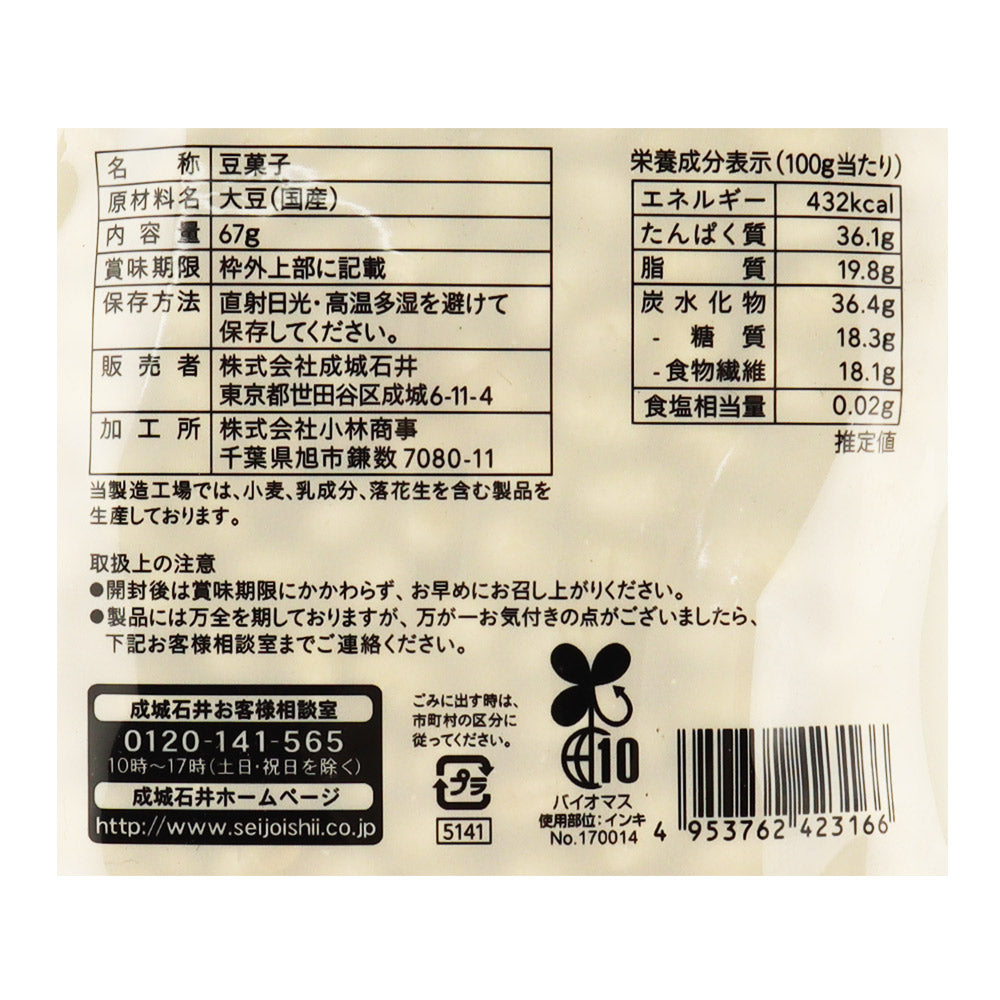 名称 豆菓子
原材料名 大豆(国産)
内容量 67g
賞味期限 枠外上部に記載
保存方法 直射日光・高温多湿を避けて
保存してください。
販売者 株式会社成城石井
東京都世田谷区成城6-11-4
加工所 株式会社小林商事
千葉県旭市鎌数7080-11
当製造工場では、小麦、乳成分、落花生を含む製品を
生産しております。
栄養成分表示(100g当たり)
エネルギー 432kcal
たんぱく質 36.1g
脂質 19.8g
炭水化物 36.4g
- 糖質 18.3g
- 食物繊維 18.1g
食塩相当量 0.02g
推定値
取扱上の注意
●開封後は賞味期限にかかわらず、お早めにお召し上がりください。
●製品には万全を期しておりますが、万が一お気付きの点がございましたら、
下記お客様相談室までご連絡ください。
成城石井お客様相談室
0120-141-565
10時~17時(土日・祝日を除く)
成城石井ホームページ
http://www.seijoishii.co.jp
ごみに出す時は、
市町村の区分に
従ってください。
プラ
5141
10
バイオマス
使用部位:インキ
No.170014
4 953762 423166